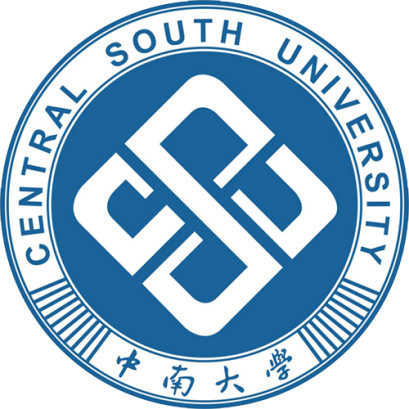 CENTRAL SOUTH UNIVERSITY
中南大學